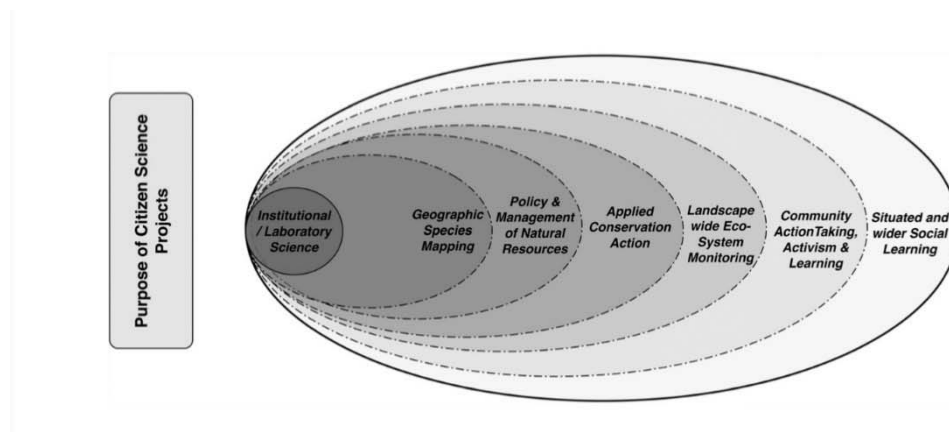 Purpose of Citizen Science
Projects
Institutional
/ Laboratory
Science
Geographic
Species
Mapping
Policy &
Management
of Natural
Resources
Applied
Conservation
Action
Landscape
wide Eco-
System
Monitoring
Community
ActionTaking,
Activism &
Learning
Situated and
wider Social
Learning